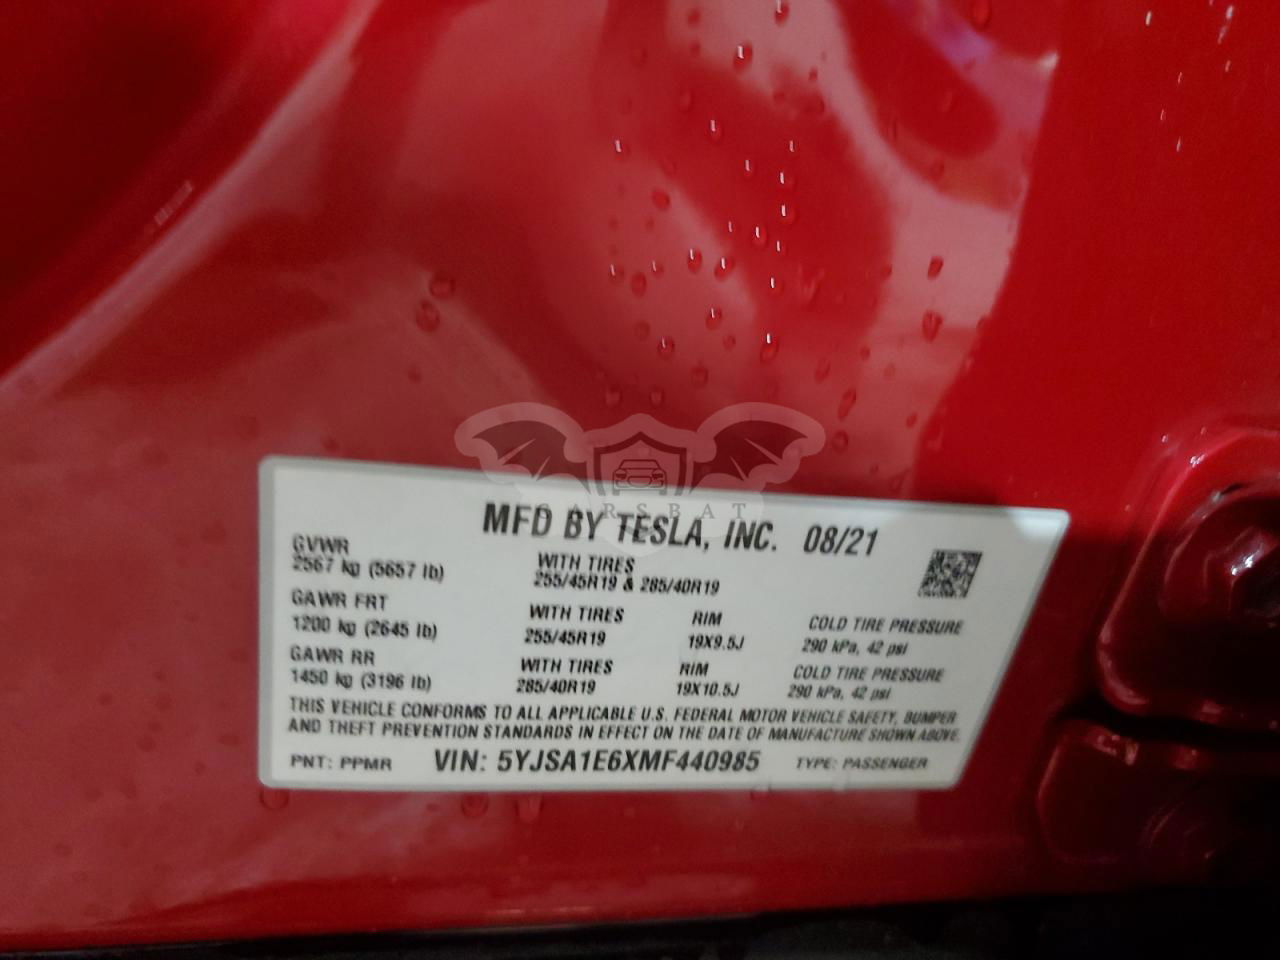 CARSBAT
MFD BY TESLA, INC. 08/21
GVWR
2567 kg (5657 lb)
WITH TIRES
255/45R19 & 285/40R19
GAWR FRT
1200 kg (2645 lb)
WITH TIRES
255/45R19
RIM
19X9.5J
COLD TIRE PRESSURE
290 kPa, 42 psi
GAWR RR
1450 kg (3196 lb)
WITH TIRES
285/40R19
RIM
19X10.5J
COLD TIRE PRESSURE
290 kPa, 42 psi
THIS VEHICLE CONFORMS TO ALL APPLICABLE U.S. FEDERAL MOTOR VEHICLE SAFETY, BUMPER
AND THEFT PREVENTION STANDARDS IN EFFECT ON THE DATE OF MANUFACTURE SHOWN ABOVE.
PNT: PPMR VIN: 5YJSA1E6XMF440985 TYPE: PASSENGER